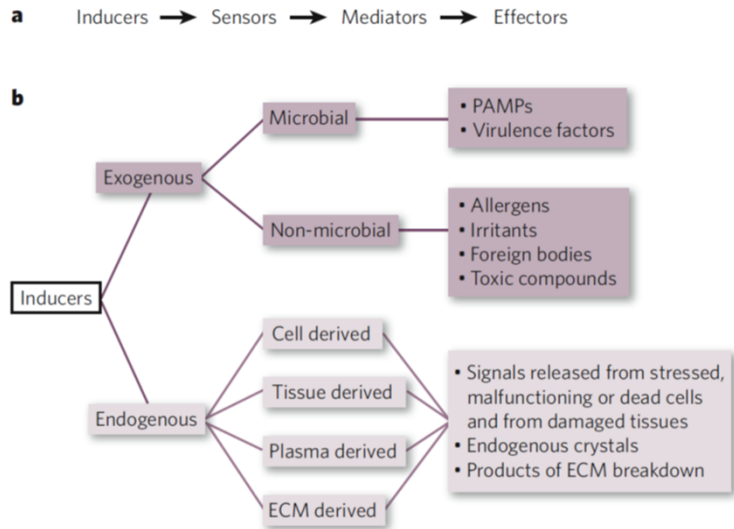 a
Inducers → Sensors → Mediators → Effectors
b
Inducers
Exogenous
Microbial
• PAMPs
• Virulence factors
Non-microbial
• Allergens
• Irritants
• Foreign bodies
• Toxic compounds
Endogenous
Cell derived
Tissue derived
Plasma derived
ECM derived
• Signals released from stressed,
malfunctioning or dead cells
and from damaged tissues
• Endogenous crystals
• Products of ECM breakdown